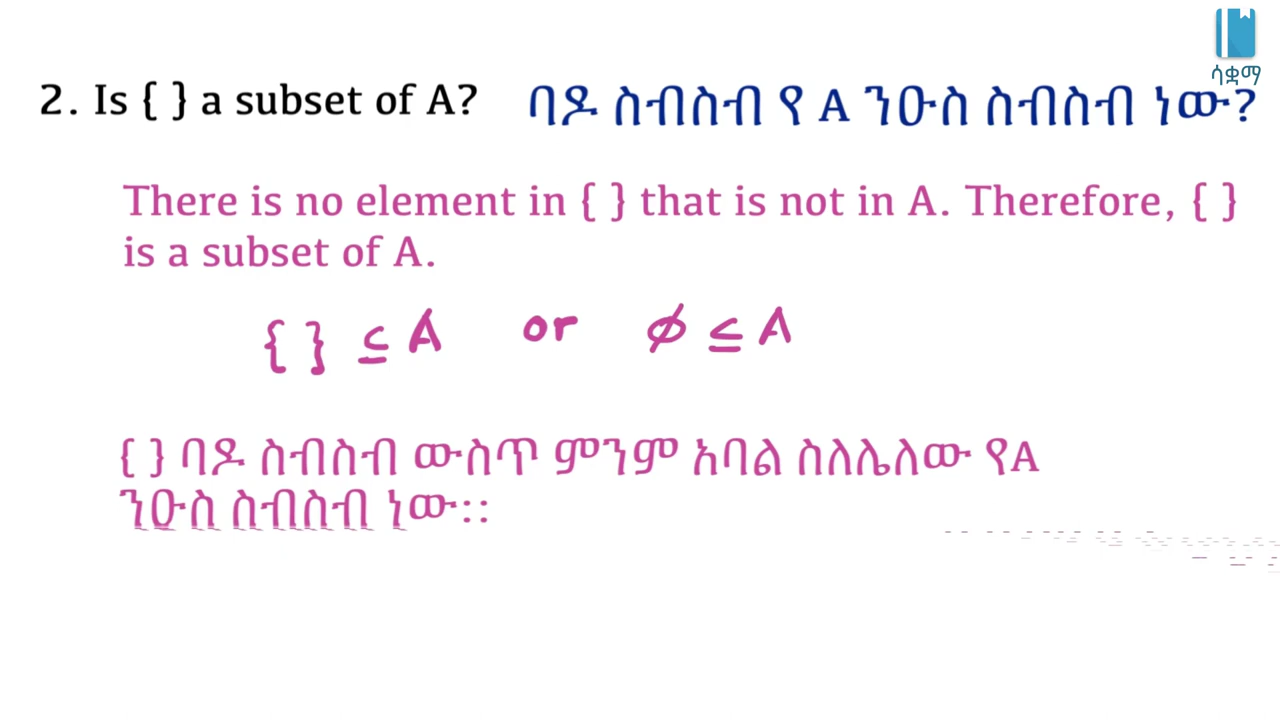 ሳቋማ
2. Is { } a subset of A? ባዶ ስብስብ የ A ንዑስ ስብስብ ነው?
There is no element in { } that is not in A. Therefore, { }
is a subset of A.
{ } ⊆ A or ∅ ⊆ A
{ } ባዶ ስብስብ ውስጥ ምንም አባል ስለሌለው የA
ንዑስ ስብስብ ነው::